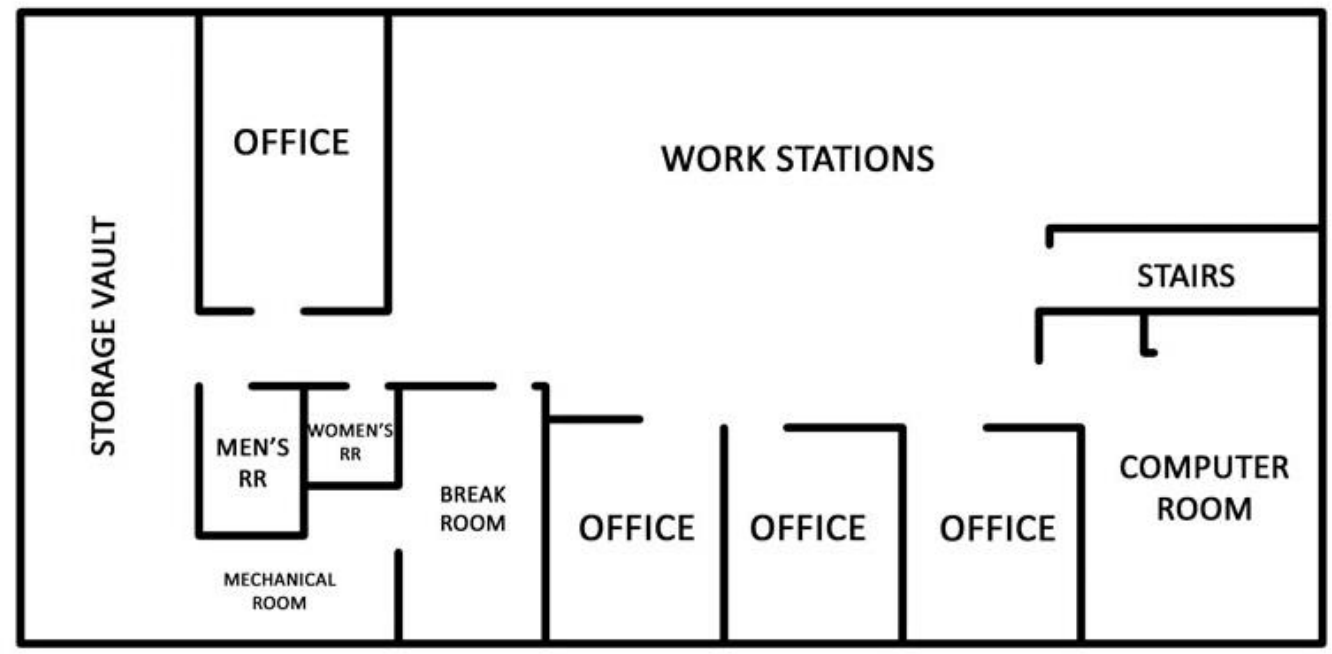 OFFICE
WORK STATIONS
STORAGE VAULT
STAIRS
MEN'S
RR
WOMEN'S
RR
BREAK
ROOM
OFFICE
OFFICE
OFFICE
COMPUTER
ROOM
MECHANICAL
ROOM